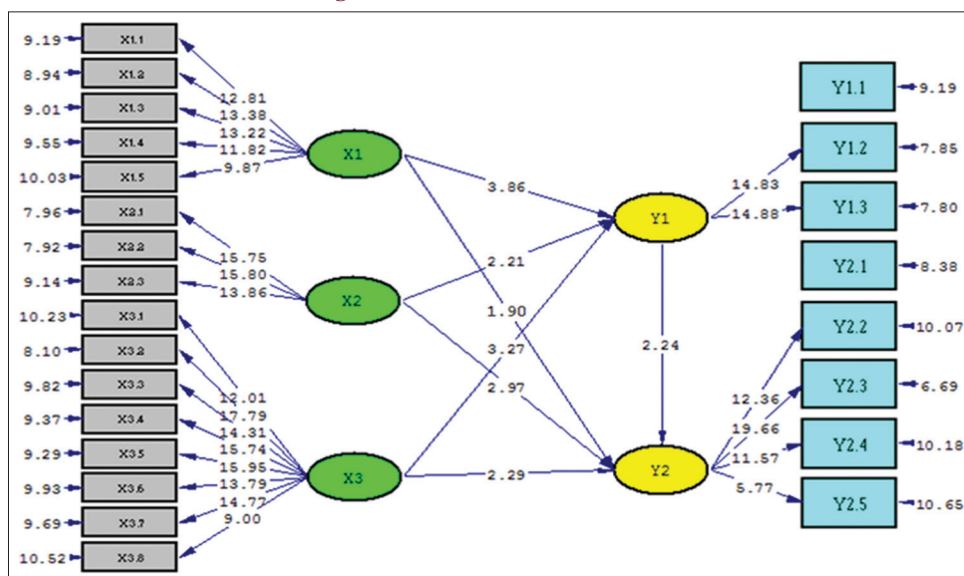 9.19 X1.1
8.94 X1.2
9.01 X1.3
9.55 X1.4
10.03 X1.5
7.96 X2.1
7.92 X2.2
9.14 X2.3
10.23 X3.1
8.10 X3.2
9.82 X3.3
9.37 X3.4
9.29 X3.5
9.93 X3.6
9.69 X3.7
10.52 X3.8
12.81
13.38
13.22
11.82
9.87
15.75
15.80
13.86
12.01
17.79
14.31
15.74
15.95
13.79
14.77
9.00
X1
X2
X3
3.86
2.21
1.90
3.27
2.97
2.29
Y1
2.24
Y2
14.83
14.88
12.36
19.66
11.57
5.77
Y1.1 9.19
Y1.2 7.85
Y1.3 7.80
Y2.1 8.38
Y2.2 10.07
Y2.3 6.69
Y2.4 10.18
Y2.5 10.65